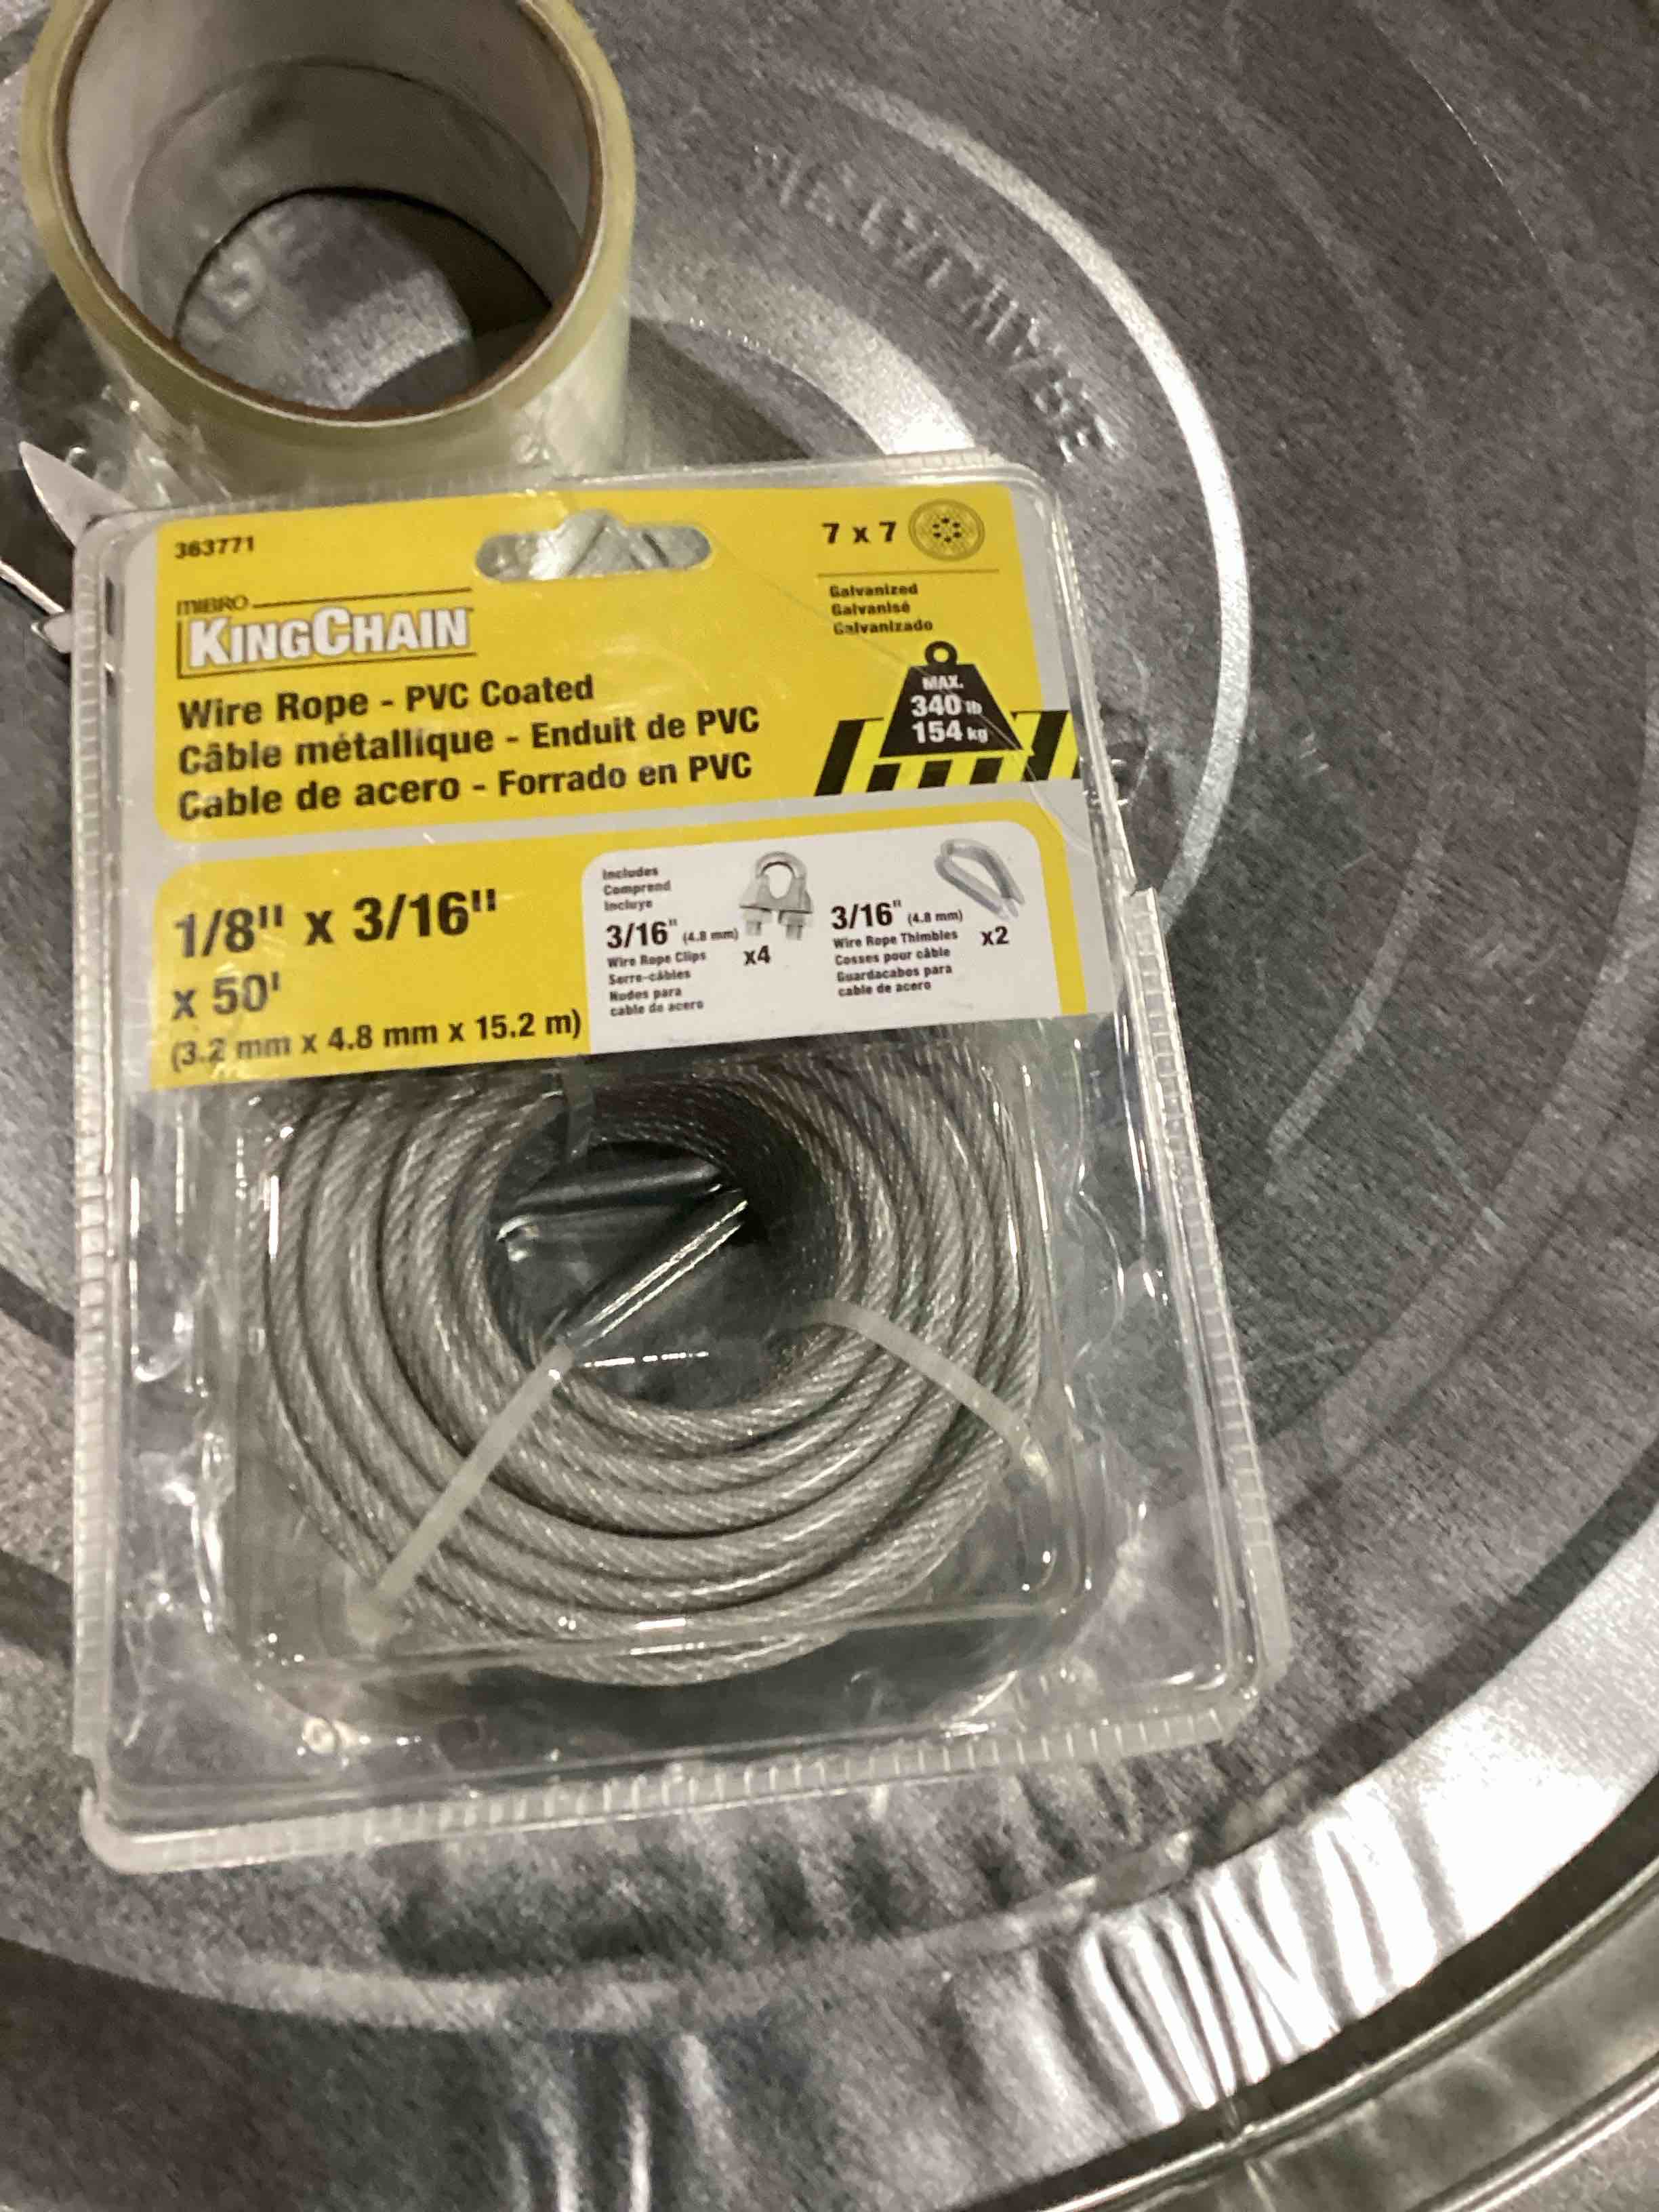 BEHRENS
REALTITE
HARDWARE
363771
MIBRO
KINGCHAIN
Wire Rope - PVC Coated
Câble métallique - Enduit de PVC
Cable de acero - Forrado en PVC
7 x 7
Galvanized
Galvanisé
Galvanizado
MAX.
340 lb
154 kg
1/8" x 3/16"
x 50'
(3.2 mm x 4.8 mm x 15.2 m)
Includes
Comprend
Incluye
3/16" (4.8 mm)
Wire Rope Clips
Serre-câbles
Nudos para
cable de acero
x4
3/16" (4.8 mm)
Wire Rope Thimbles
Cosses pour câble
Guardacabos para
cable de acero
x2